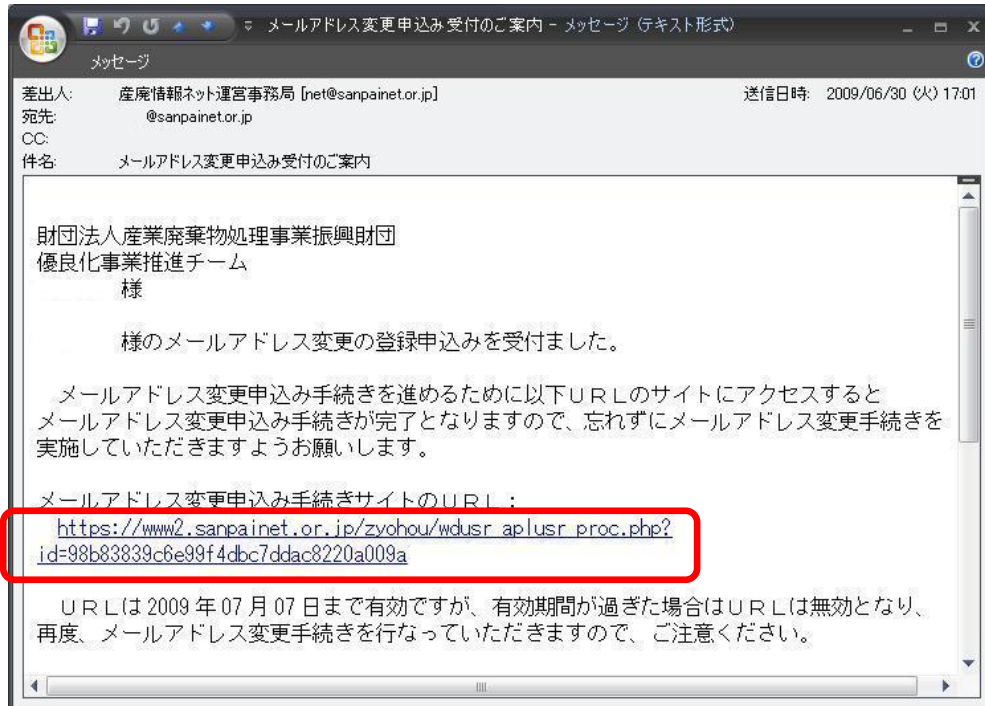 メールアドレス変更申込み受付のご案内 - メッセージ (テキスト形式)
メッセージ
差出人: 産廃情報ネット運営事務局 [net@sanpainet.or.jp] 送信日時: 2009/06/30 (火) 17:01
宛先: @sanpainet.or.jp
CC:
件名: メールアドレス変更申込み受付のご案内
財団法人産業廃棄物処理事業振興財団
優良化事業推進チーム
様
様のメールアドレス変更の登録申込みを受付ました。
メールアドレス変更申込み手続きを進めるために以下URLのサイトにアクセスすると
メールアドレス変更申込み手続きが完了となりますので、忘れずにメールアドレス変更手続きを
実施していただきますようお願いします。
メールアドレス変更申込み手続きサイトのURL:
https://www2.sanpainet.or.jp/zyohou/wdusr_aplusr_proc.php?
id=98b83839c6e99f4dbc7ddac8220a009a
URLは2009年07月07日まで有効ですが、有効期間が過ぎた場合はURLは無効となり、
再度、メールアドレス変更手続きを行なっていただきますので、ご注意ください。